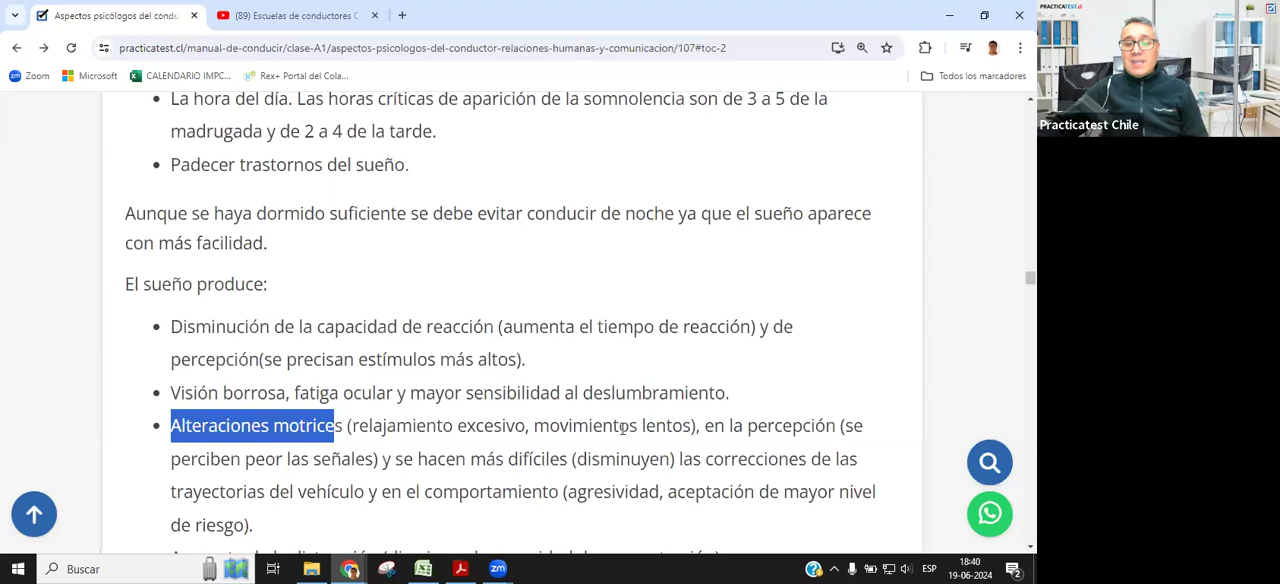 Aspectos psicólogos del condu
(89) Escuelas de conductores C
practicatest.cl/manual-de-conducir/clase-A1/aspectos-psicologos-del-conductor-relaciones-humanas-y-comunicacion/107#toc-2
Zoom
Microsoft
CALENDARIO IMPC...
Rex+ Portal del Cola...
Todos los marcadores
La hora del día. Las horas críticas de aparición de la somnolencia son de 3 a 5 de la
madrugada y de 2 a 4 de la tarde.
Padecer trastornos del sueño.
Aunque se haya dormido suficiente se debe evitar conducir de noche ya que el sueño aparece
con más facilidad.
El sueño produce:
Disminución de la capacidad de reacción (aumenta el tiempo de reacción) y de
percepción(se precisan estímulos más altos).
Visión borrosa, fatiga ocular y mayor sensibilidad al deslumbramiento.
Alteraciones motrices (relajamiento excesivo, movimientos lentos), en la percepción (se
perciben peor las señales) y se hacen más difíciles (disminuyen) las correcciones de las
trayectorias del vehículo y en el comportamiento (agresividad, aceptación de mayor nivel
de riesgo).
PRACTICATEST.cl
Practicatest Chile
Buscar
zm
ESP
18:40
19-06-2024
2